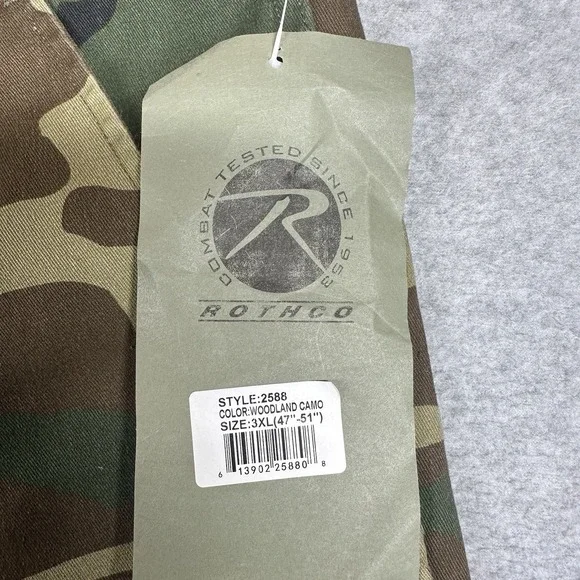 COMBAT TESTED SINCE 1953
R
ROTHCO
STYLE:2588
COLOR:WOODLAND CAMO
SIZE:3XL(47"-51")
6 13902 25880 8